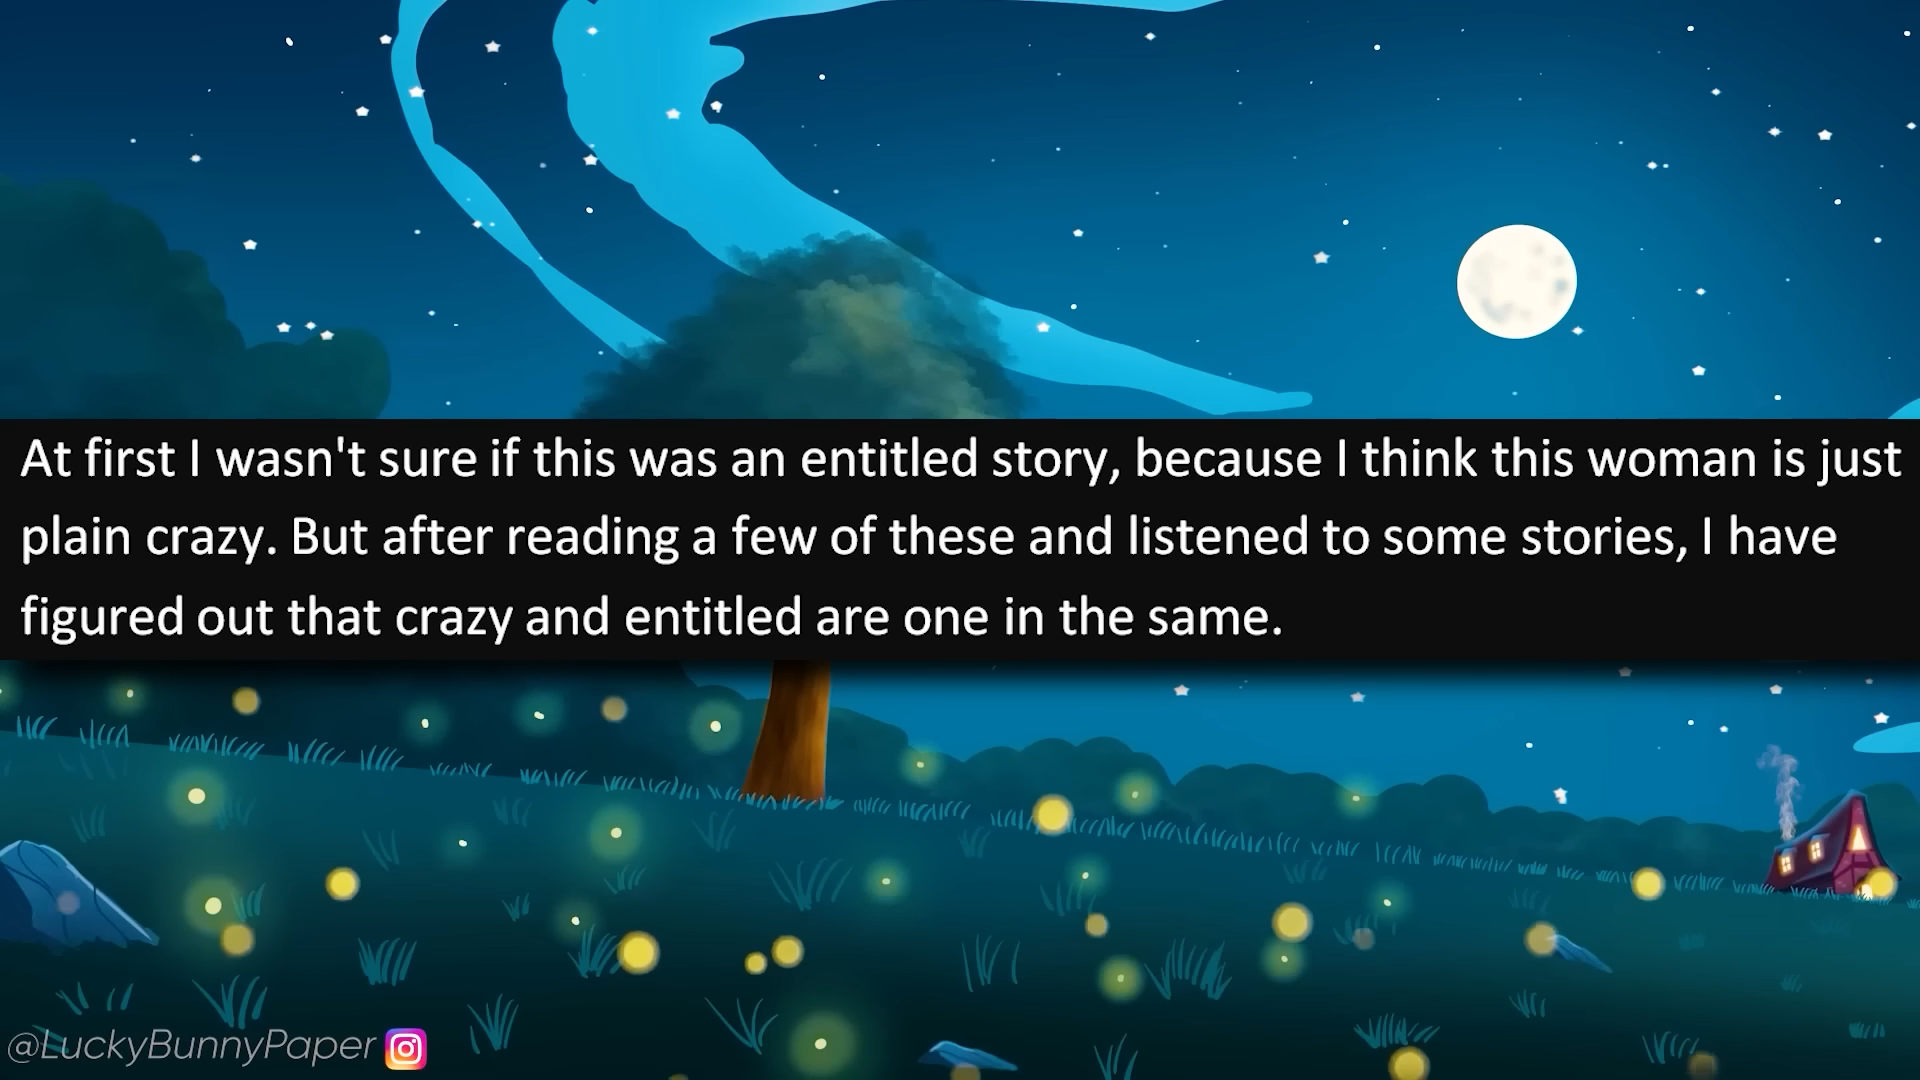 At first I wasn't sure if this was an entitled story, because I think this woman is just
plain crazy. But after reading a few of these and listened to some stories, I have
figured out that crazy and entitled are one in the same.
@LuckyBunnyPaper